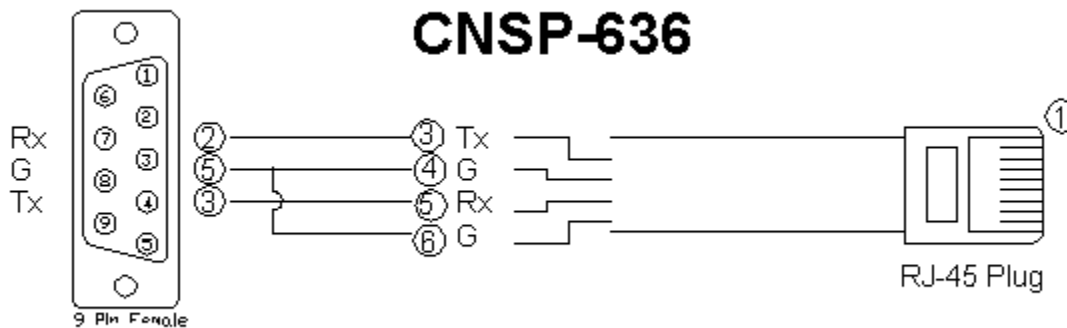 CNSP-636
1
6
2
7
3
8
4
9
5
Rx ② ③ Tx
G ⑤ ④ G
Tx ③ ⑤ Rx
⑥ G
①
RJ-45 Plug
9 Pin Female